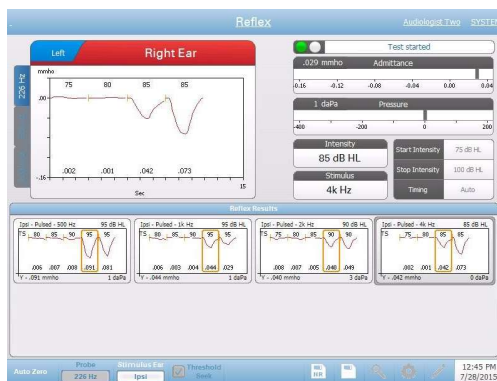 Reflex
Audiologist Two SYSTEM
Left
Right Ear
Test started
226 Hz
mmho
75 80 85 85
.00
.002 .001 .042 .073
-.16
15
Sec
.029 mmho Admittance
-0.16 -0.12 -0.08 -0.04 0.00 0.04
1 daPa Pressure
-400 -200 0 200
Intensity
85 dB HL
Stimulus
4k Hz
Start Intensity 75 dB HL
Stop Intensity 100 dB HL
Timing Auto
Reflex Results
Ipsi - Pulsed - 500 Hz 95 dB HL
TS 80 85 90 95 95
.006 .007 .008 .091 .081
Y - .091 mmho 1 daPa
Ipsi - Pulsed - 1k Hz 95 dB HL
TS 80 85 90 95 95
.006 .003 .004 .044 .029
Y - .044 mmho 1 daPa
Ipsi - Pulsed - 2k Hz 90 dB HL
TS
.008 .007 .005 .040 .049
Y - .040 mmho 3 daPa
Ipsi - Pulsed - 4k Hz 85 dB HL
TS 75 80 85 85
.002 .001 .042 .073
Y - .042 mmho 0 daPa
Auto Zero
Probe
226 Hz
Stimulus Ear
Ipsi
Threshold
Seek
12:45 PM
7/28/2015